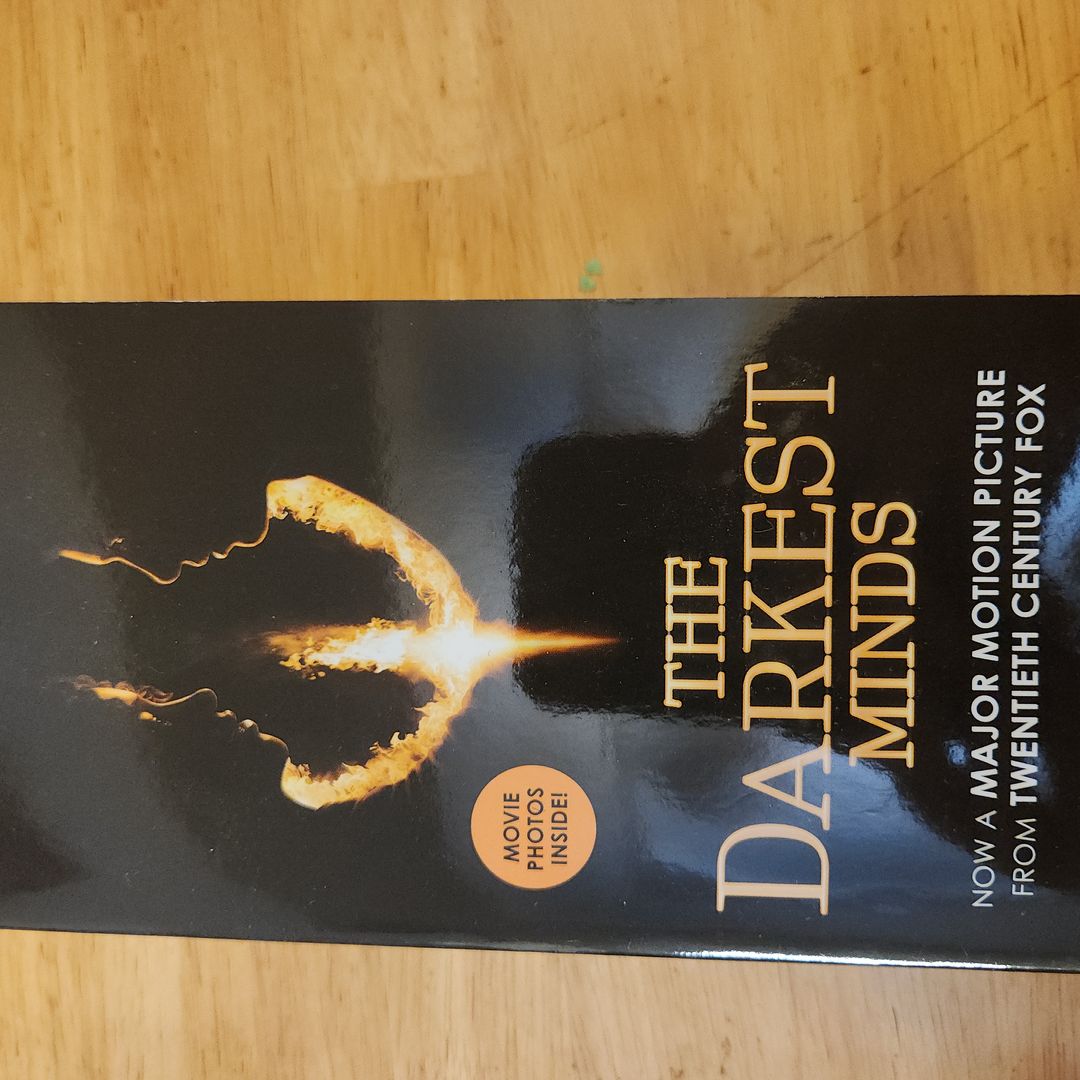 MOVIE
PHOTOS
INSIDE!
THE
DARKEST
MINDS
NOW A MAJOR MOTION PICTURE
FROM TWENTIETH CENTURY FOX